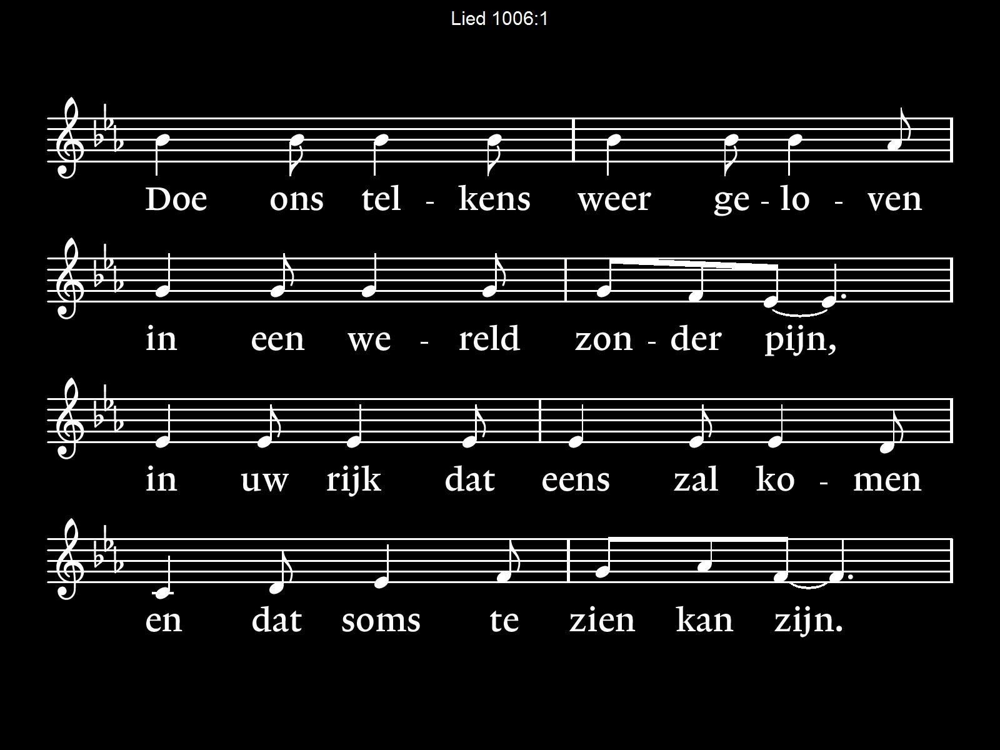 Lied 1006:1
Doe ons tel - kens weer ge - lo - ven
in een we - reld zon - der pijn,
in uw rijk dat eens zal ko - men
en dat soms te zien kan zijn.